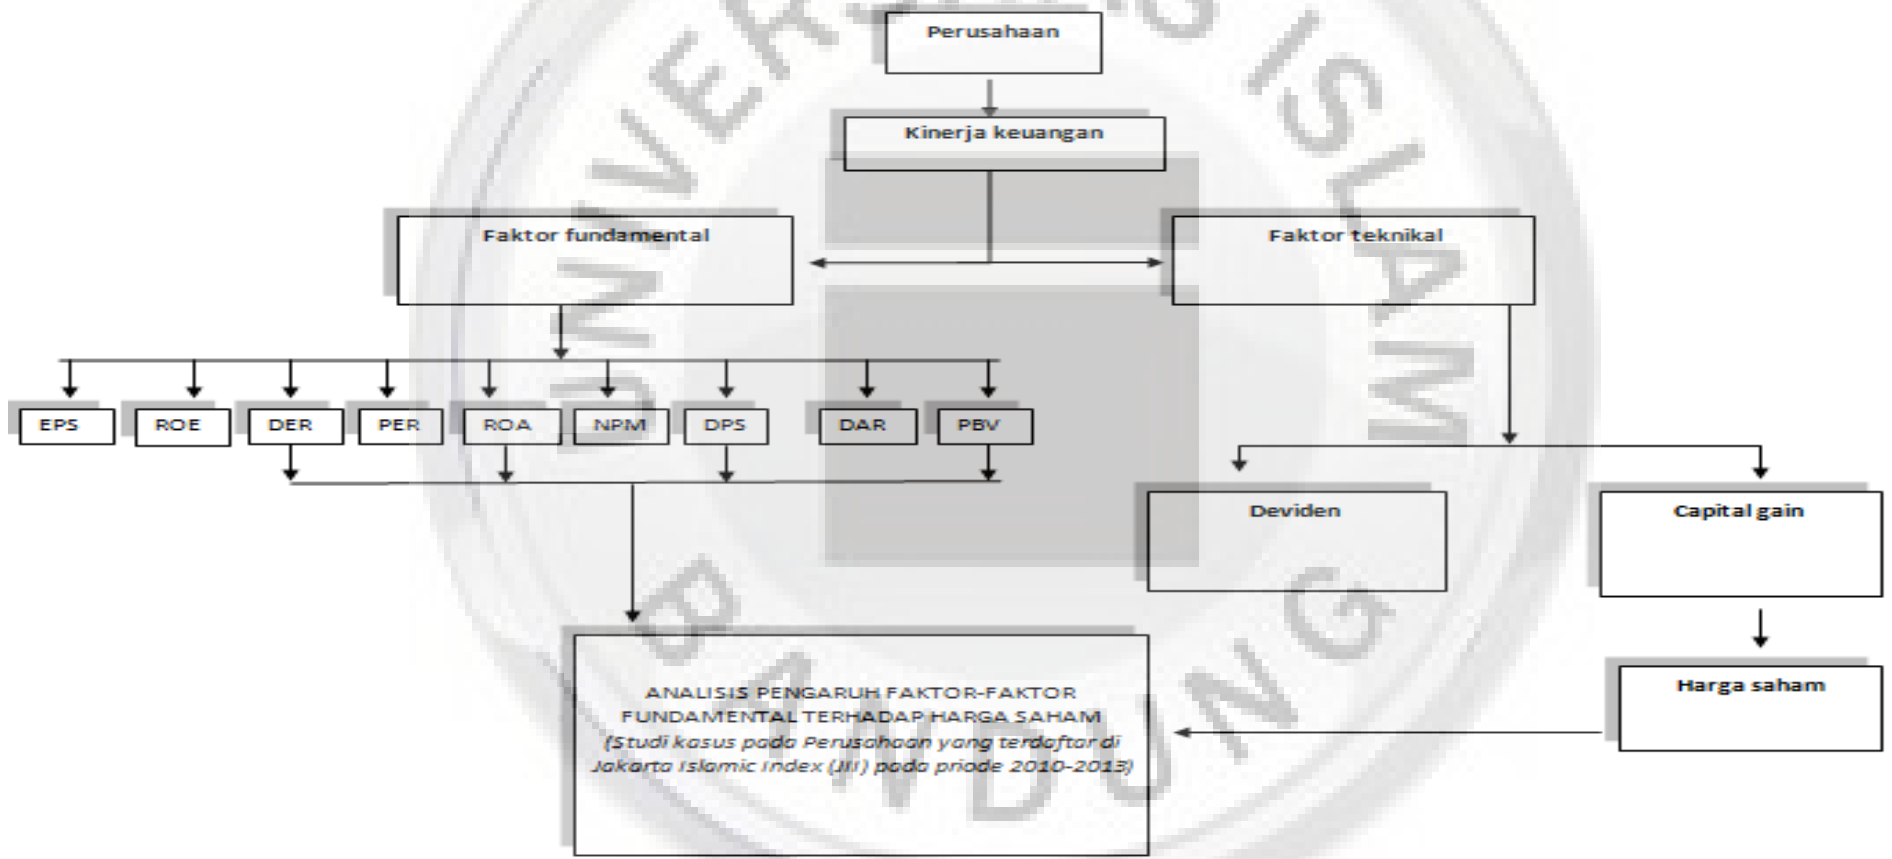 Perusahaan
Kinerja keuangan
Faktor fundamental
Faktor teknikal
EPS
ROE
DER
PER
ROA
NPM
DPS
DAR
PBV
Deviden
Capital gain
Harga saham
ANALISIS PENGARUH FAKTOR-FAKTOR
FUNDAMENTAL TERHADAP HARGA SAHAM
(Studi kasus pada Perusahaan yang terdaftar di
Jakarta Islamic Index (JII) pada priode 2010-2013)
ISLAM
BANDUNG